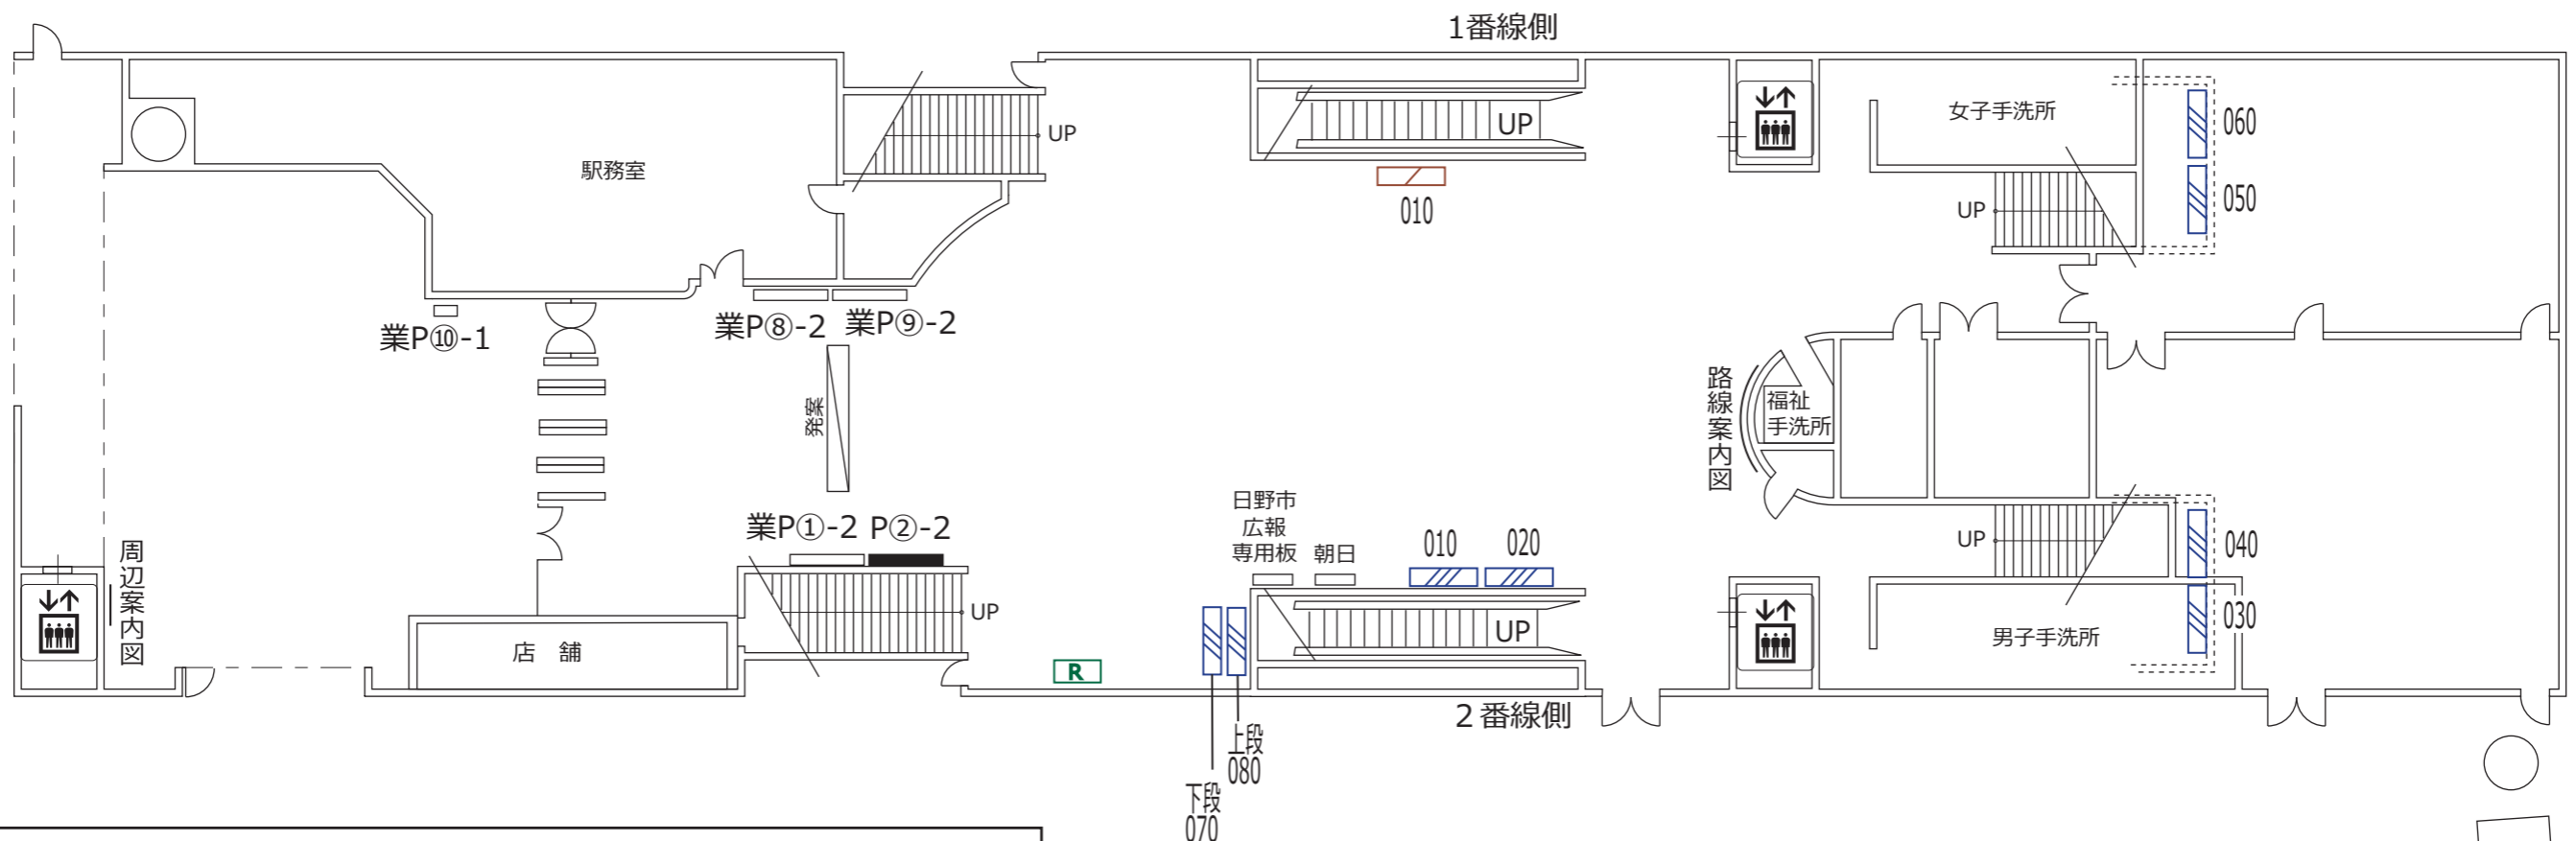 1番線側
UP
UP
女子手洗所
060
駅務室
050
010
UP
業P⑩-1
業P⑧-2
業P⑨-2
発案
路線案内図
福祉
手洗所
日野市
広報
専用板
朝日
010
020
業P①-2
P②-2
UP
040
周辺案内図
UP
UP
030
店 舗
男子手洗所
R
2番線側
上段
080
下段
070